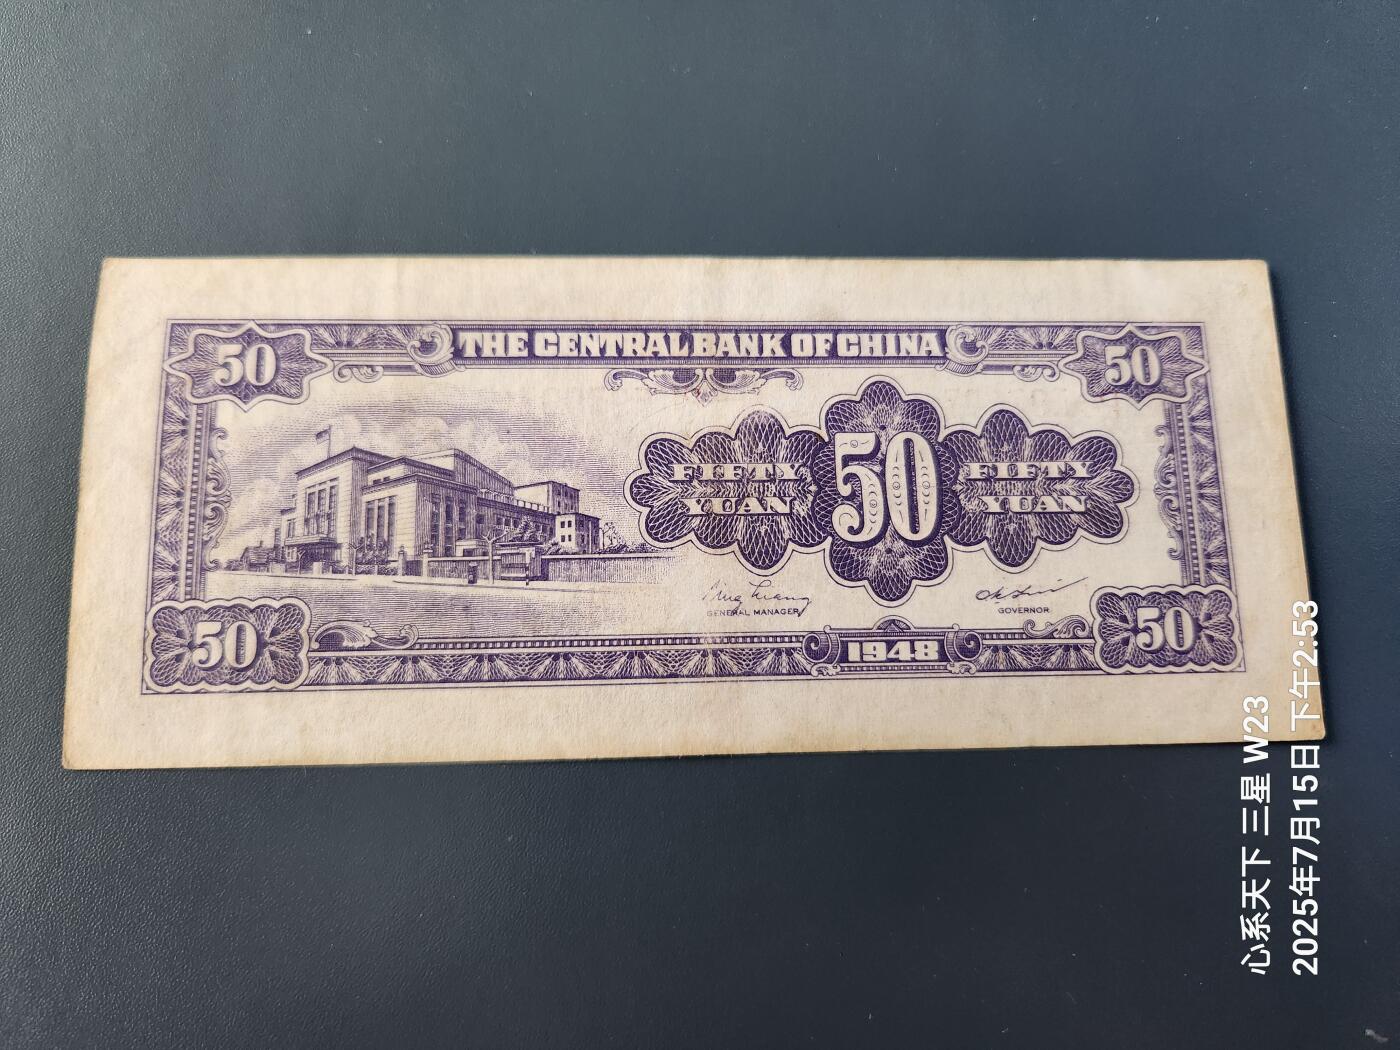 THE CENTRAL BANK OF CHINA
50
50
FIFTY YUAN
50
FIFTY YUAN
GENERAL MANAGER
GOVERNOR
50
1948
50
心系天下 三星 W23
2025年7月15日 下午2:53